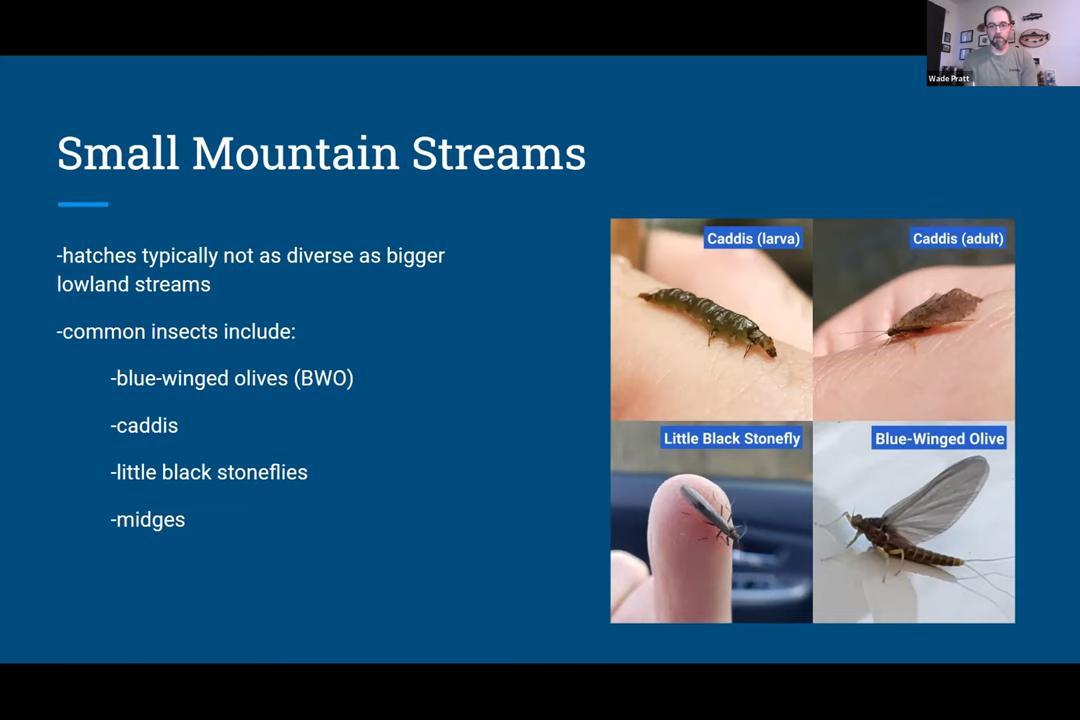 Wade Pratt
Small Mountain Streams
-hatches typically not as diverse as bigger
lowland streams
-common insects include:
-blue-winged olives (BWO)
-caddis
-little black stoneflies
-midges
Caddis (larva)
Caddis (adult)
Little Black Stonefly
Blue-Winged Olive